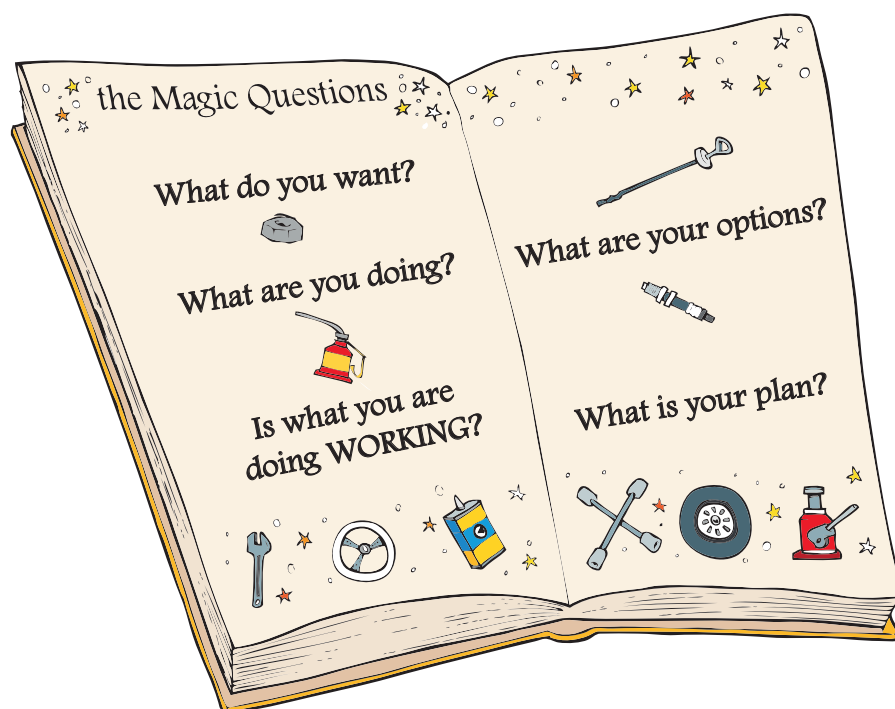 the Magic Questions
What do you want?
What are you doing?
Is what you are
doing WORKING?
What are your options?
What is your plan?